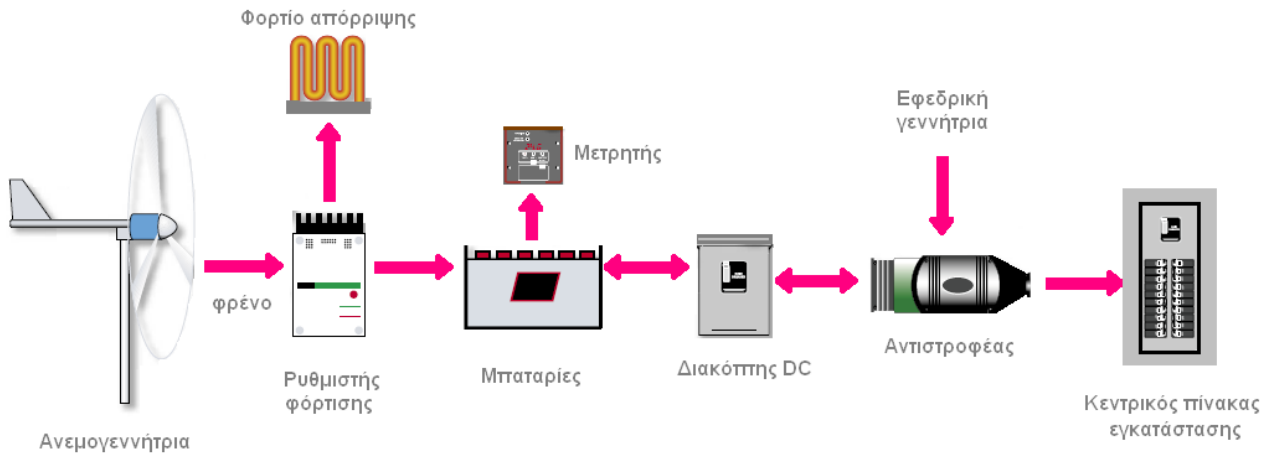 Φορτίο απόρριψης
Εφεδρική
γεννήτρια
Μετρητής
φρένο
Ρυθμιστής
φόρτισης
Μπαταρίες
Διακόπτης DC
Αντιστροφέας
Κεντρικός πίνακας
εγκατάστασης
Ανεμογεννήτρια